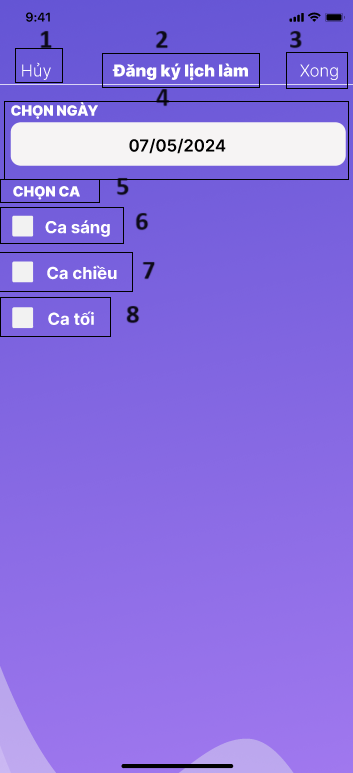 9:41
1 2 3
Hủy Đăng ký lịch làm Xong
4
CHỌN NGÀY
07/05/2024
CHỌN CA 5
Ca sáng 6
Ca chiều 7
Ca tối 8